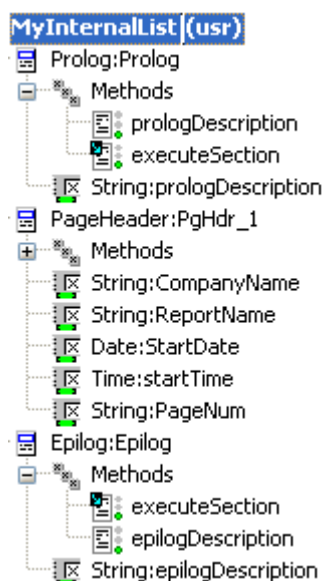 MyInternalList (usr)
Prolog:Prolog
Methods
prologDescription
executeSection
String:prologDescription
PageHeader:PgHdr_1
Methods
String:CompanyName
String:ReportName
Date:StartDate
Time:startTime
String:PageNum
Epilog:Epilog
Methods
executeSection
epilogDescription
String:epilogDescription